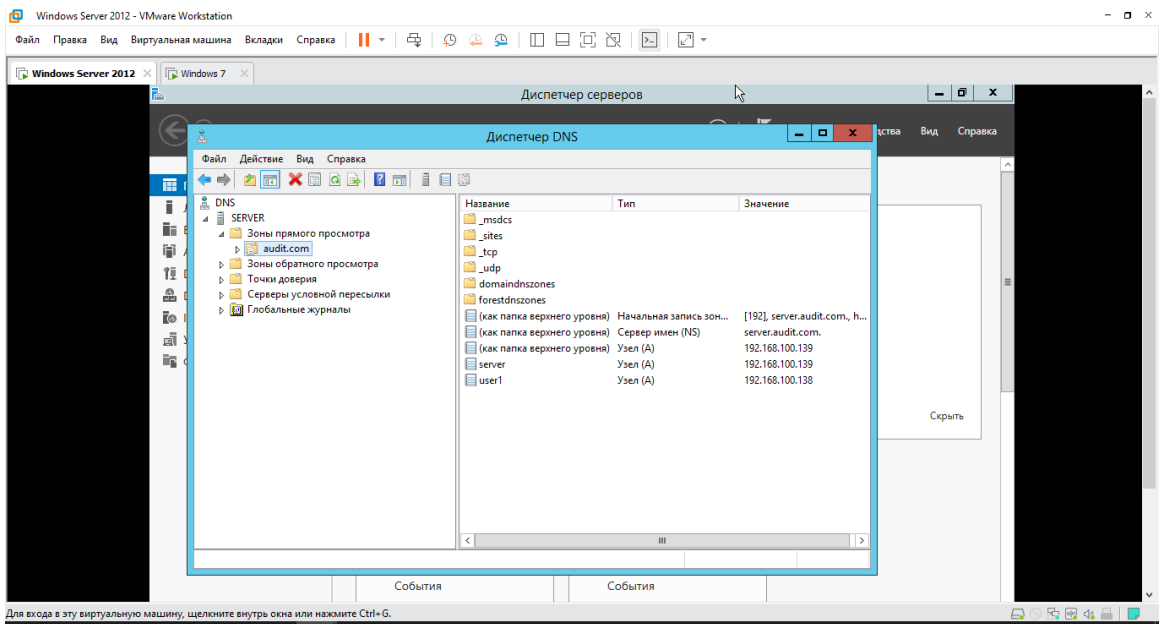 Windows Server 2012 - VMware Workstation
Файл Правка Вид Виртуальная машина Вкладки Справка
Windows Server 2012
Windows 7
Диспетчер серверов
Вид Справка
Диспетчер DNS
Файл Действие Вид Справка
DNS
SERVER
Зоны прямого просмотра
audit.com
Зоны обратного просмотра
Точки доверия
Серверы условной пересылки
Глобальные журналы
Название Тип Значение
_msdcs
_sites
_tcp
_udp
domaindnszones
forestdnszones
(как папка верхнего уровня) Начальная запись зон... [192], server.audit.com., h...
(как папка верхнего уровня) Сервер имен (NS) server.audit.com.
(как папка верхнего уровня) Узел (A) 192.168.100.139
server Узел (A) 192.168.100.139
user1 Узел (A) 192.168.100.138
Скрыть
События События
Для входа в эту виртуальную машину, щелкните внутрь окна или нажмите Ctrl+G.